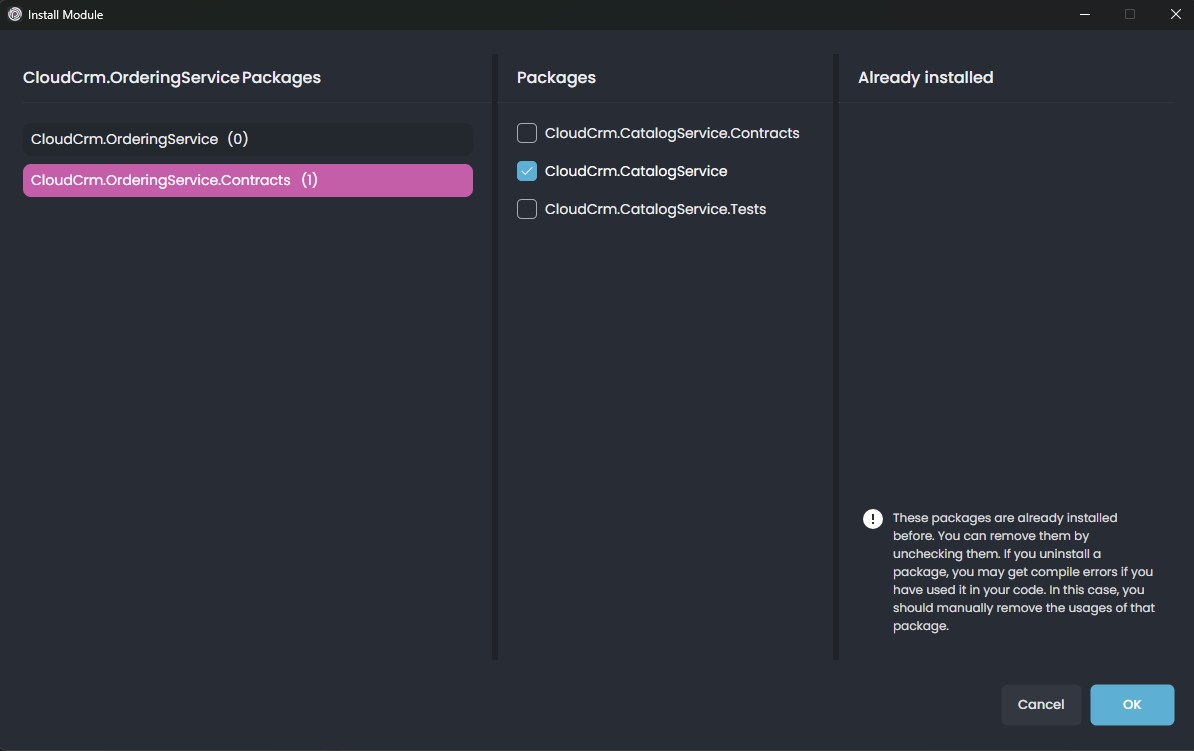 Install Module
CloudCrm.OrderingService Packages
CloudCrm.OrderingService (0)
CloudCrm.OrderingService.Contracts (1)
Packages
CloudCrm.CatalogService.Contracts
CloudCrm.CatalogService
CloudCrm.CatalogService.Tests
Already installed
These packages are already installed
before. You can remove them by
unchecking them. If you uninstall a
package, you may get compile errors if you
have used it in your code. In this case, you
should manually remove the usages of that
package.
Cancel
OK